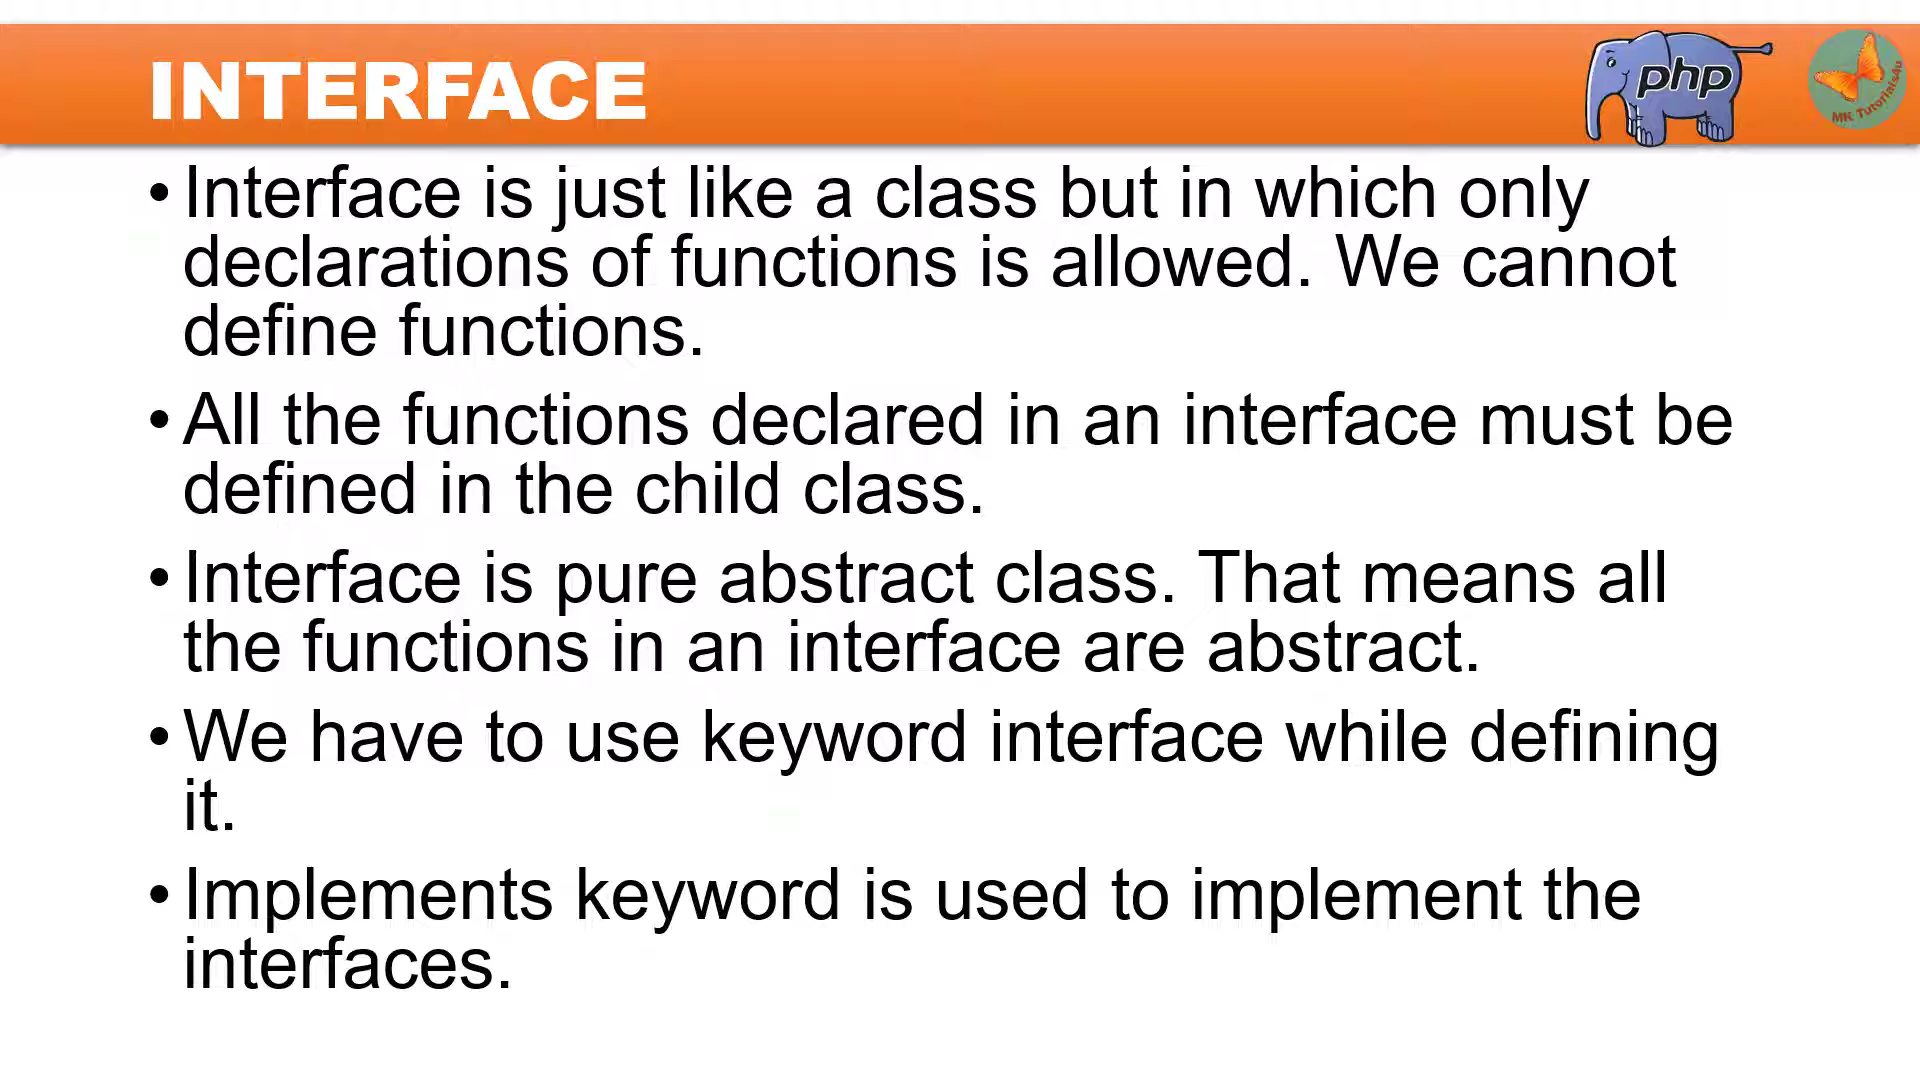 INTERFACE
php
MK Tutorials4u
• Interface is just like a class but in which only
declarations of functions is allowed. We cannot
define functions.
• All the functions declared in an interface must be
defined in the child class.
• Interface is pure abstract class. That means all
the functions in an interface are abstract.
• We have to use keyword interface while defining
it.
• Implements keyword is used to implement the
interfaces.